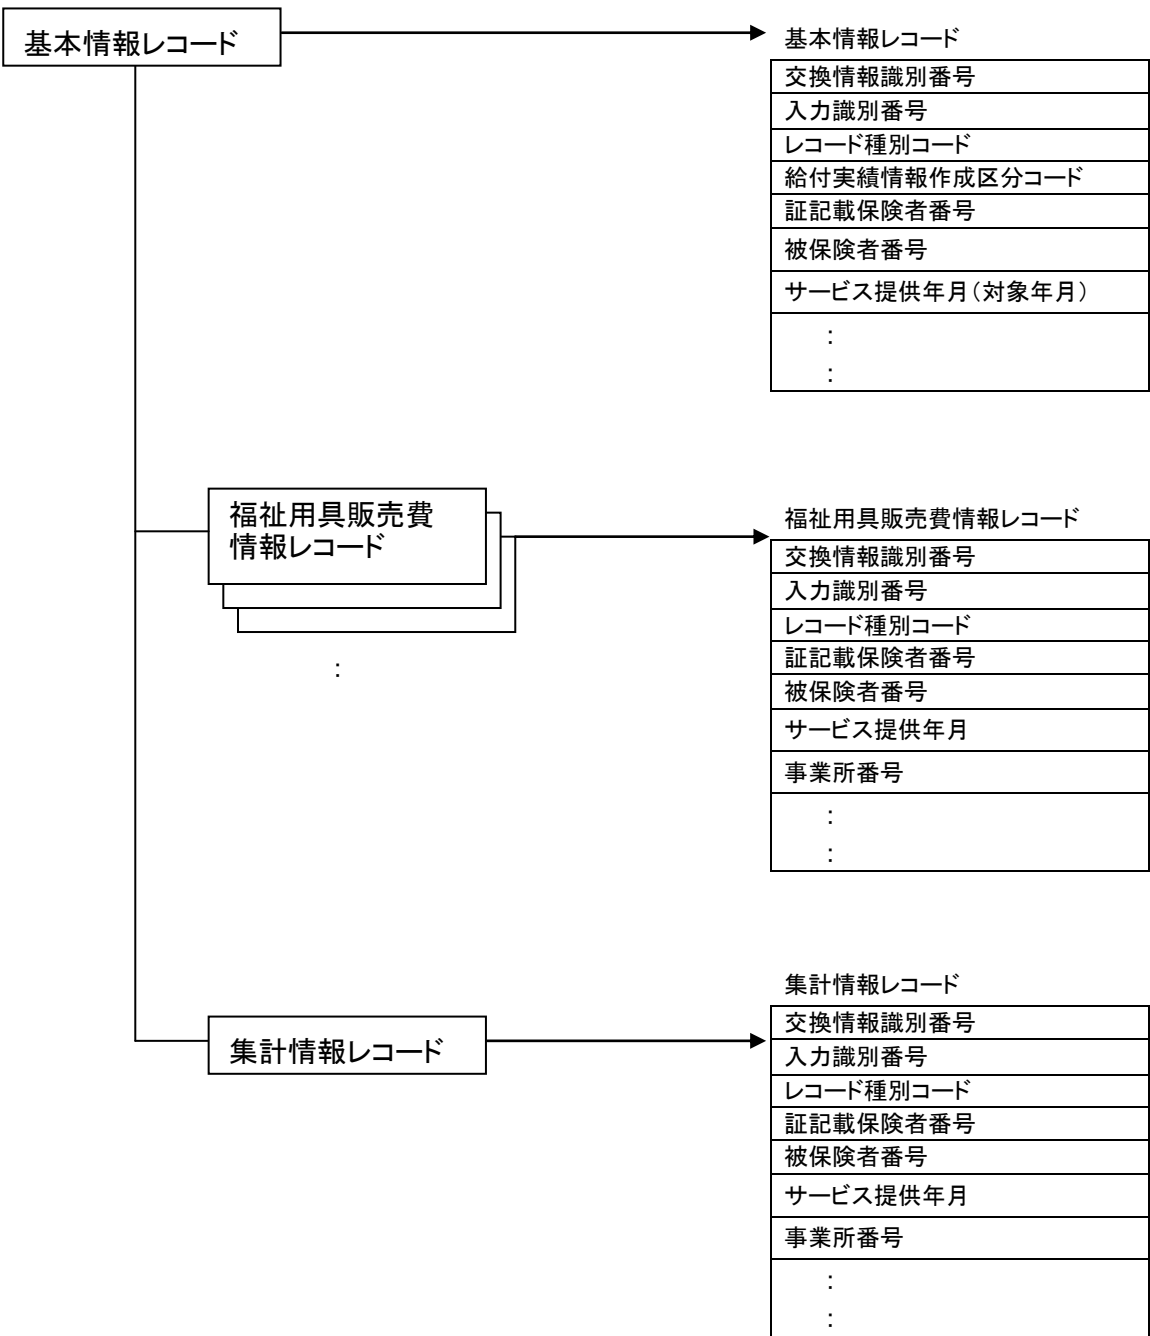 基本情報レコード
基本情報レコード
交換情報識別番号
入力識別番号
レコード種別コード
給付実績情報作成区分コード
証記載保険者番号
被保険者番号
サービス提供年月（対象年月）
：
：
福祉用具販売費
情報レコード
：
福祉用具販売費情報レコード
交換情報識別番号
入力識別番号
レコード種別コード
証記載保険者番号
被保険者番号
サービス提供年月
事業所番号
：
：
集計情報レコード
集計情報レコード
交換情報識別番号
入力識別番号
レコード種別コード
証記載保険者番号
被保険者番号
サービス提供年月
事業所番号
：
：